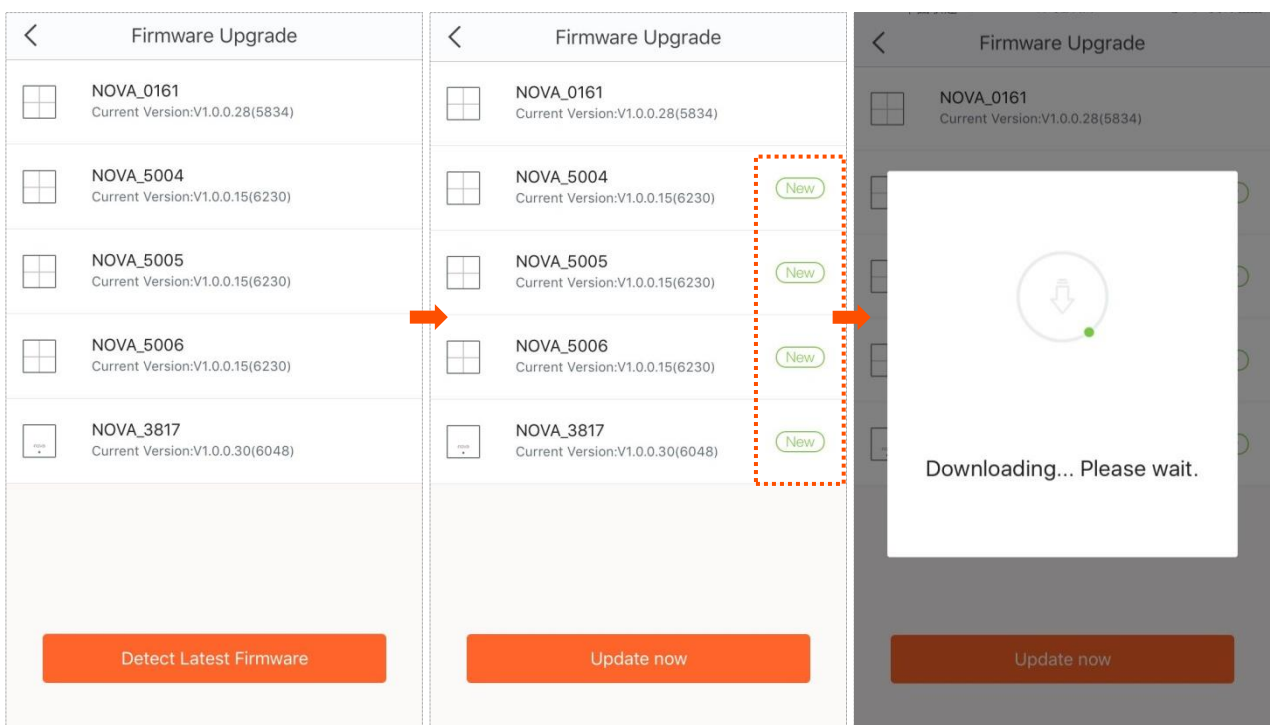 Firmware Upgrade
NOVA_0161
Current Version:V1.0.0.28(5834)
NOVA_5004
Current Version:V1.0.0.15(6230)
NOVA_5005
Current Version:V1.0.0.15(6230)
NOVA_5006
Current Version:V1.0.0.15(6230)
NOVA_3817
Current Version:V1.0.0.30(6048)
Detect Latest Firmware
Firmware Upgrade
NOVA_0161
Current Version:V1.0.0.28(5834)
NOVA_5004
Current Version:V1.0.0.15(6230)
New
NOVA_5005
Current Version:V1.0.0.15(6230)
New
NOVA_5006
Current Version:V1.0.0.15(6230)
New
NOVA_3817
Current Version:V1.0.0.30(6048)
New
Update now
Firmware Upgrade
NOVA_0161
Current Version:V1.0.0.28(5834)
Downloading... Please wait.
Update now